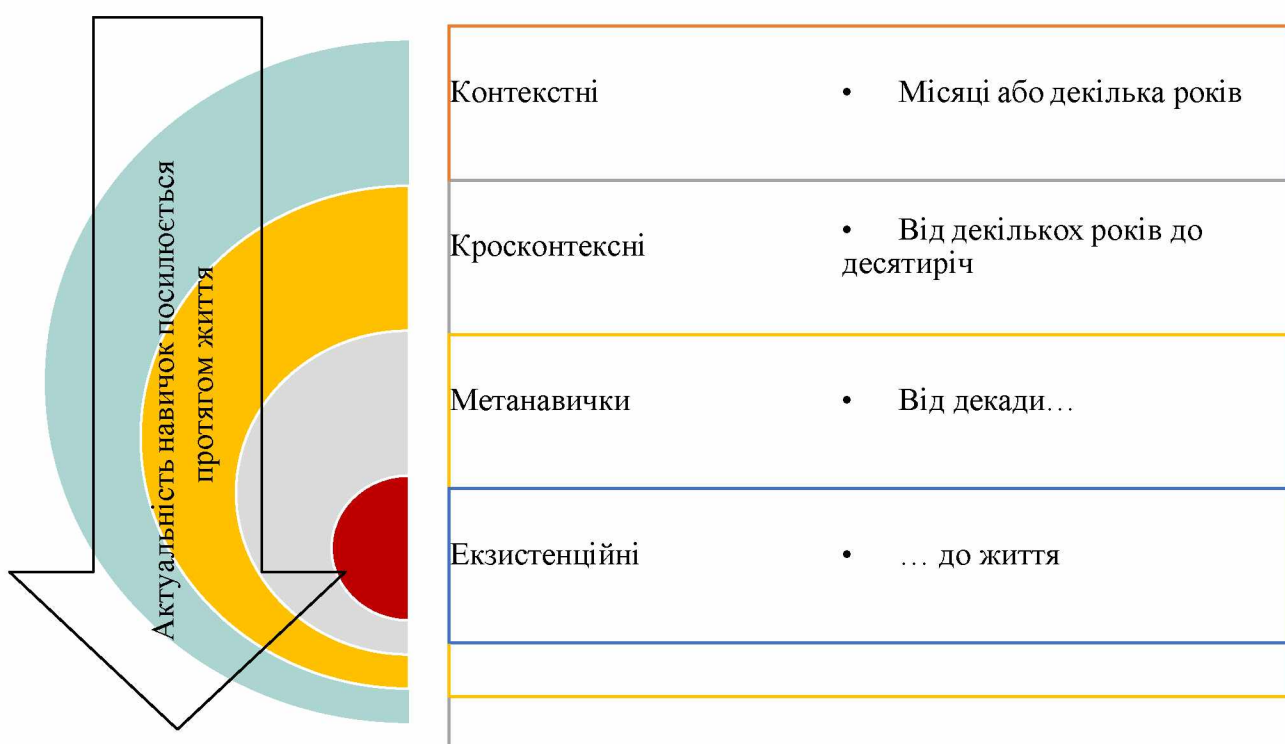 Актуальність навичок посилюється
протягом життя
Контекстні
• Місяці або декілька років
Кросконтексні
• Від декількох років до
десятиріч
Метанавички
• Від декади…
Екзистенційні
• … до життя